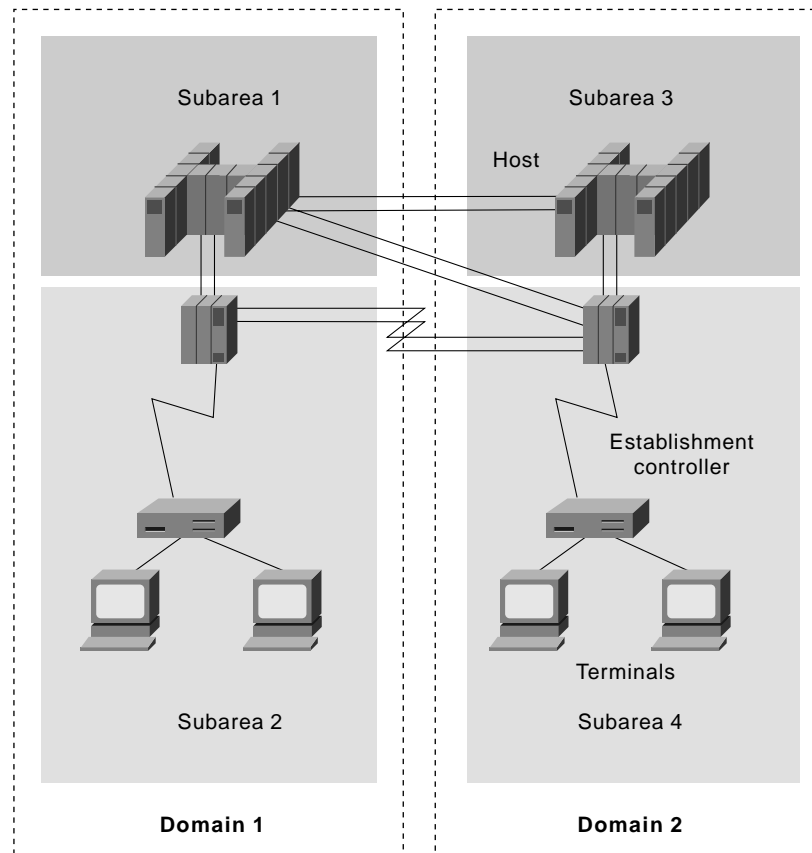 Subarea 1
Subarea 3
Host
Establishment
controller
Terminals
Subarea 2
Subarea 4
Domain 1
Domain 2